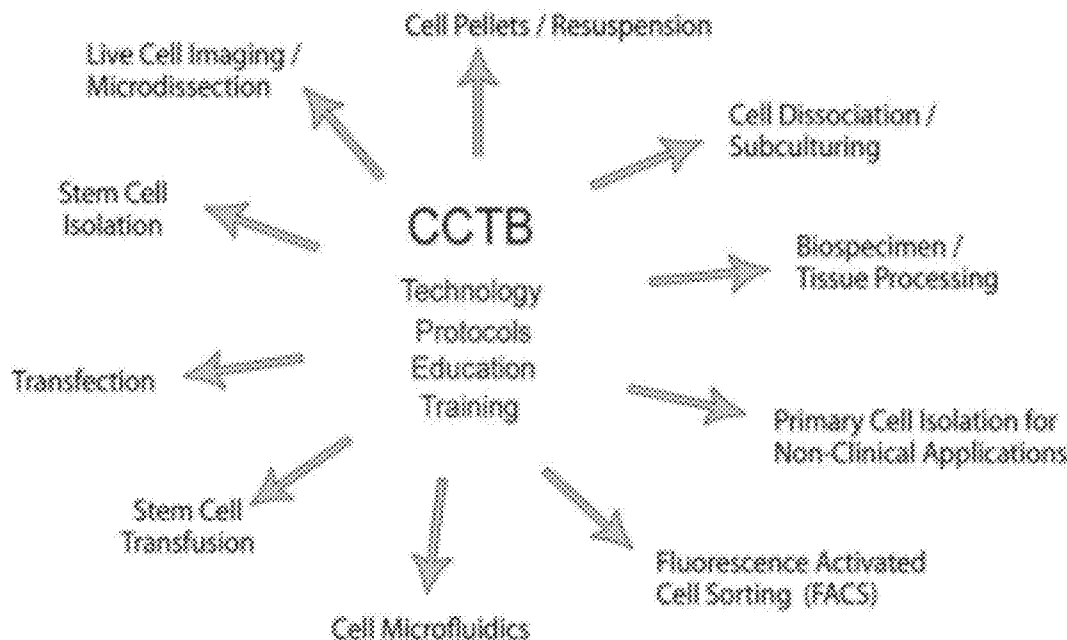 Cell Pellets / Resuspension
Live Cell Imaging /
Microdissection
Cell Dissociation /
Subculturing
Stem Cell
Isolation
CCTB
Technology
Protocols
Education
Training
Biospecimen /
Tissue Processing
Transfection
Primary Cell Isolation for
Non-Clinical Applications
Stem Cell
Transfusion
Fluorescence Activated
Cell Sorting (FACS)
Cell Microfluidics